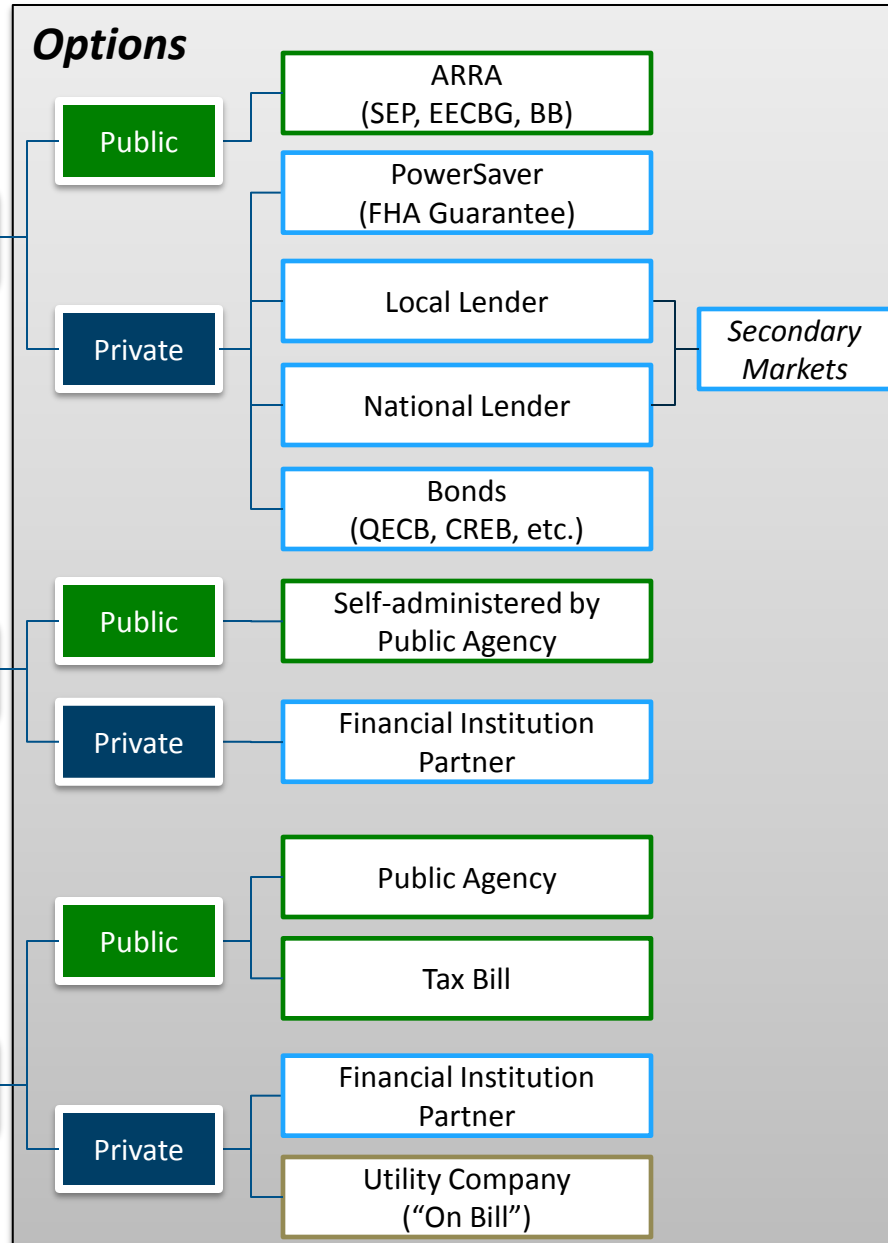 Options
Public
ARRA
(SEP, EECBG, BB)
Private
PowerSaver
(FHA Guarantee)
Local Lender
National Lender
Bonds
(QECB, CREB, etc.)
Secondary
Markets
Public
Self-administered by
Public Agency
Private
Financial Institution
Partner
Public
Public Agency
Tax Bill
Private
Financial Institution
Partner
Utility Company
(“On Bill”)